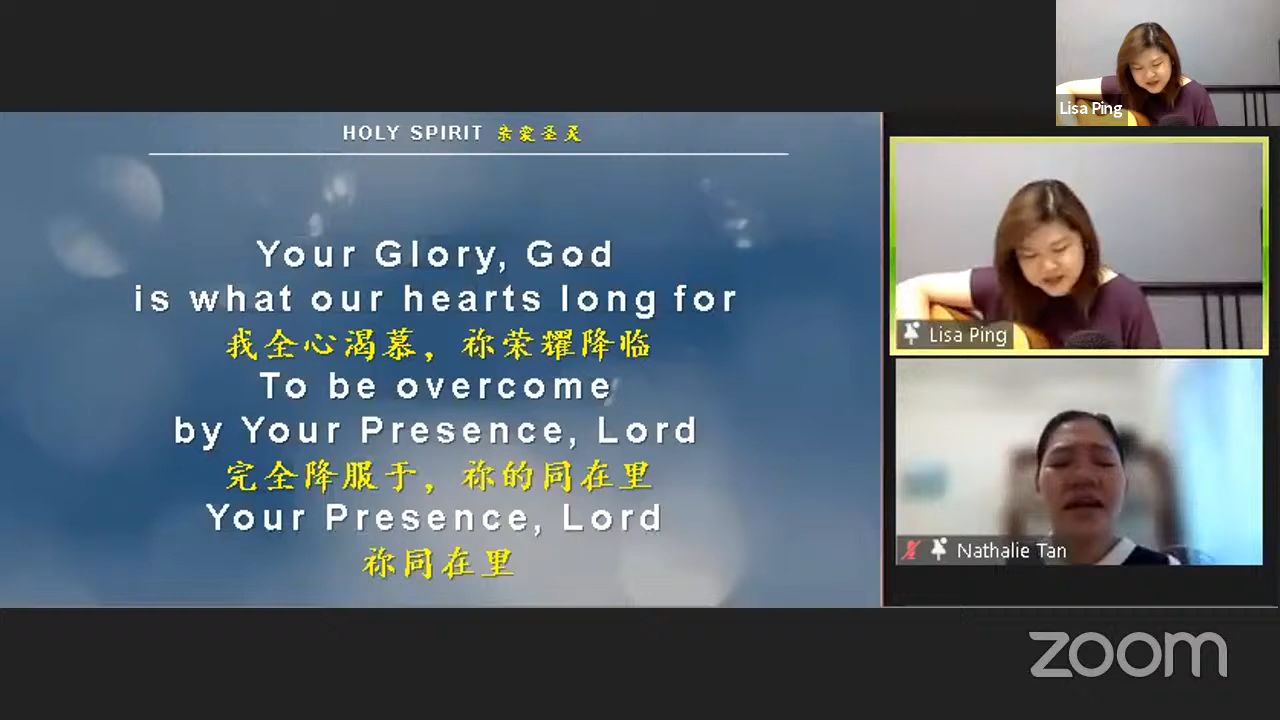 HOLY SPIRIT 亲爱圣灵
Your Glory, God
is what our hearts long for
我全心渴慕，祢荣耀降临
To be overcome
by Your Presence, Lord
完全降服于，祢的同在里
Your Presence, Lord
祢同在里
Lisa Ping
Lisa Ping
Nathalie Tan
zoom